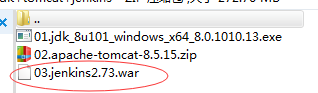 ..
01.jdk_8u101_windows_x64_8.0.1010.13.exe
02.apache-tomcat-8.5.15.zip
03.jenkins2.73.war